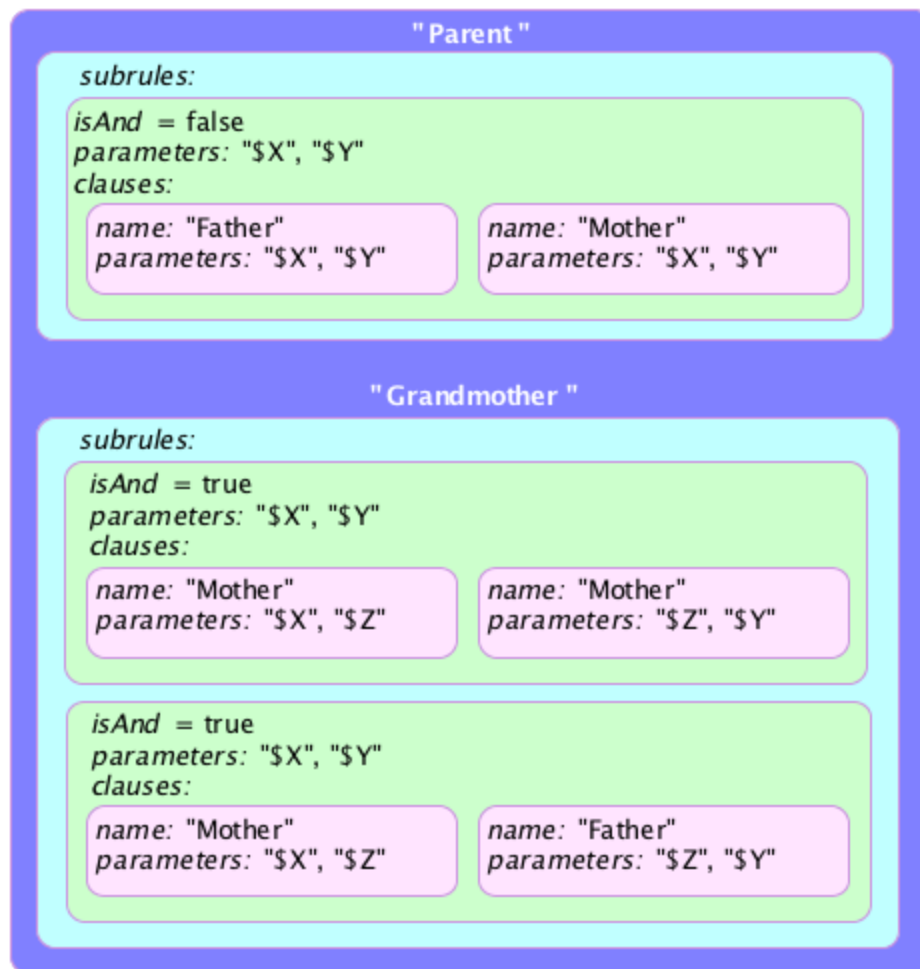 "Parent"
subrules:
isAnd = false
parameters: "$X", "$Y"
clauses:
name: "Father" name: "Mother"
parameters: "$X", "$Y" parameters: "$X", "$Y"
"Grandmother"
subrules:
isAnd = true
parameters: "$X", "$Y"
clauses:
name: "Mother" name: "Mother"
parameters: "$X", "$Z" parameters: "$Z", "$Y"
isAnd = true
parameters: "$X", "$Y"
clauses:
name: "Mother" name: "Father"
parameters: "$X", "$Z" parameters: "$Z", "$Y"